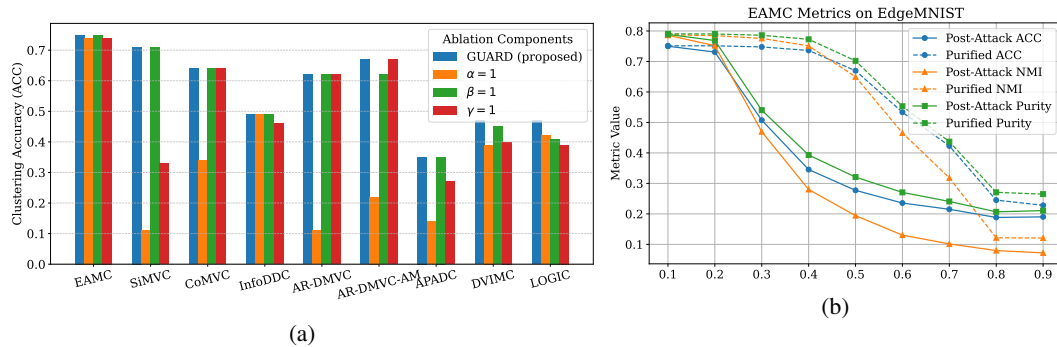 Clustering Accuracy (ACC)
0.7
0.6
0.5
0.4
0.3
0.2
0.1
0.0
Ablation Components
GUARD (proposed)
α = 1
β = 1
γ = 1
EAMC
SiMVC
CoMVC
InfoDDC
AR-DMVC
AR-DMVC-AM
APADC
DVIMC
LOGIC
(a)
EAMC Metrics on EdgeMNIST
Metric Value
0.8
0.7
0.6
0.5
0.4
0.3
0.2
0.1
Post-Attack ACC
Purified ACC
Post-Attack NMI
Purified NMI
Post-Attack Purity
Purified Purity
0.1 0.2 0.3 0.4 0.5 0.6 0.7 0.8 0.9
(b)